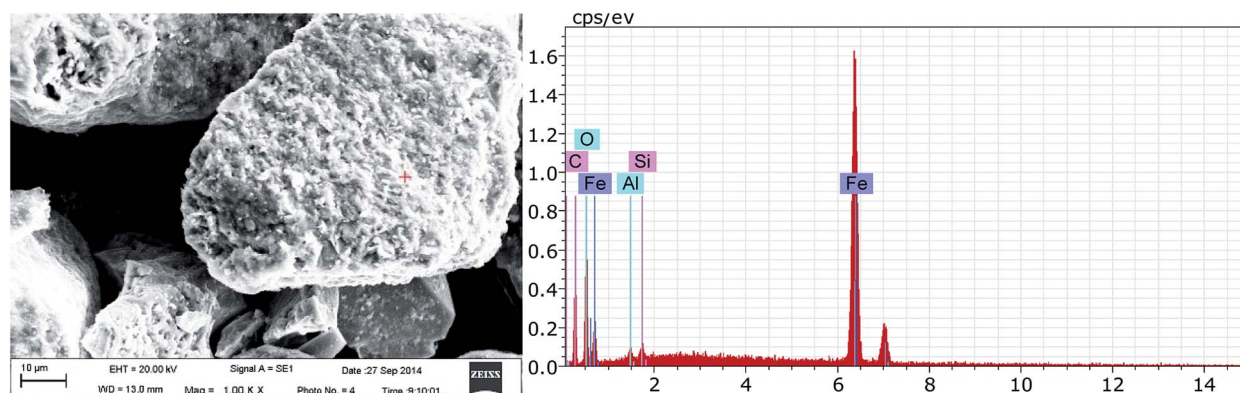 cps/ev
1.6
1.4
1.2
1.0
0.8
0.6
0.4
0.2
0.0
O
C Si
Fe Al Fe
2 4 6 8 10 12 14
10 µm EHT = 20.00 kV Signal A = SE1 Date :27 Sep 2014 ZEISS
WD = 13.0 mm Mag = 1.00 K X Photo No. = 4 Time :9:10:01